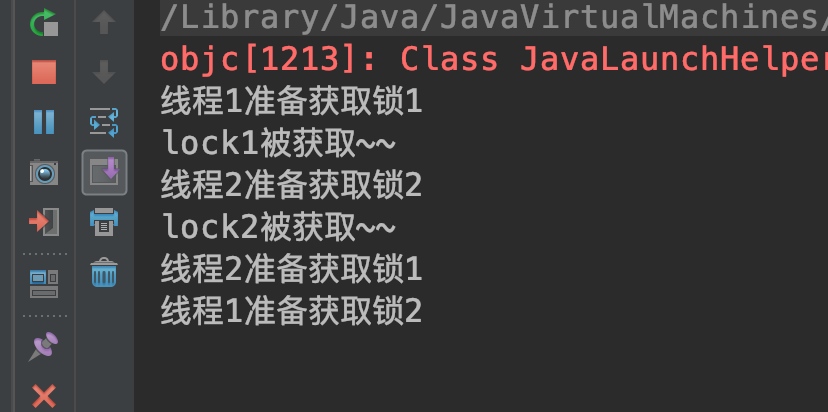 /Library/Java/JavaVirtualMachines/
objc[1213]: Class JavaLaunchHelper
线程1准备获取锁1
lock1被获取~~
线程2准备获取锁2
lock2被获取~~
线程2准备获取锁1
线程1准备获取锁2